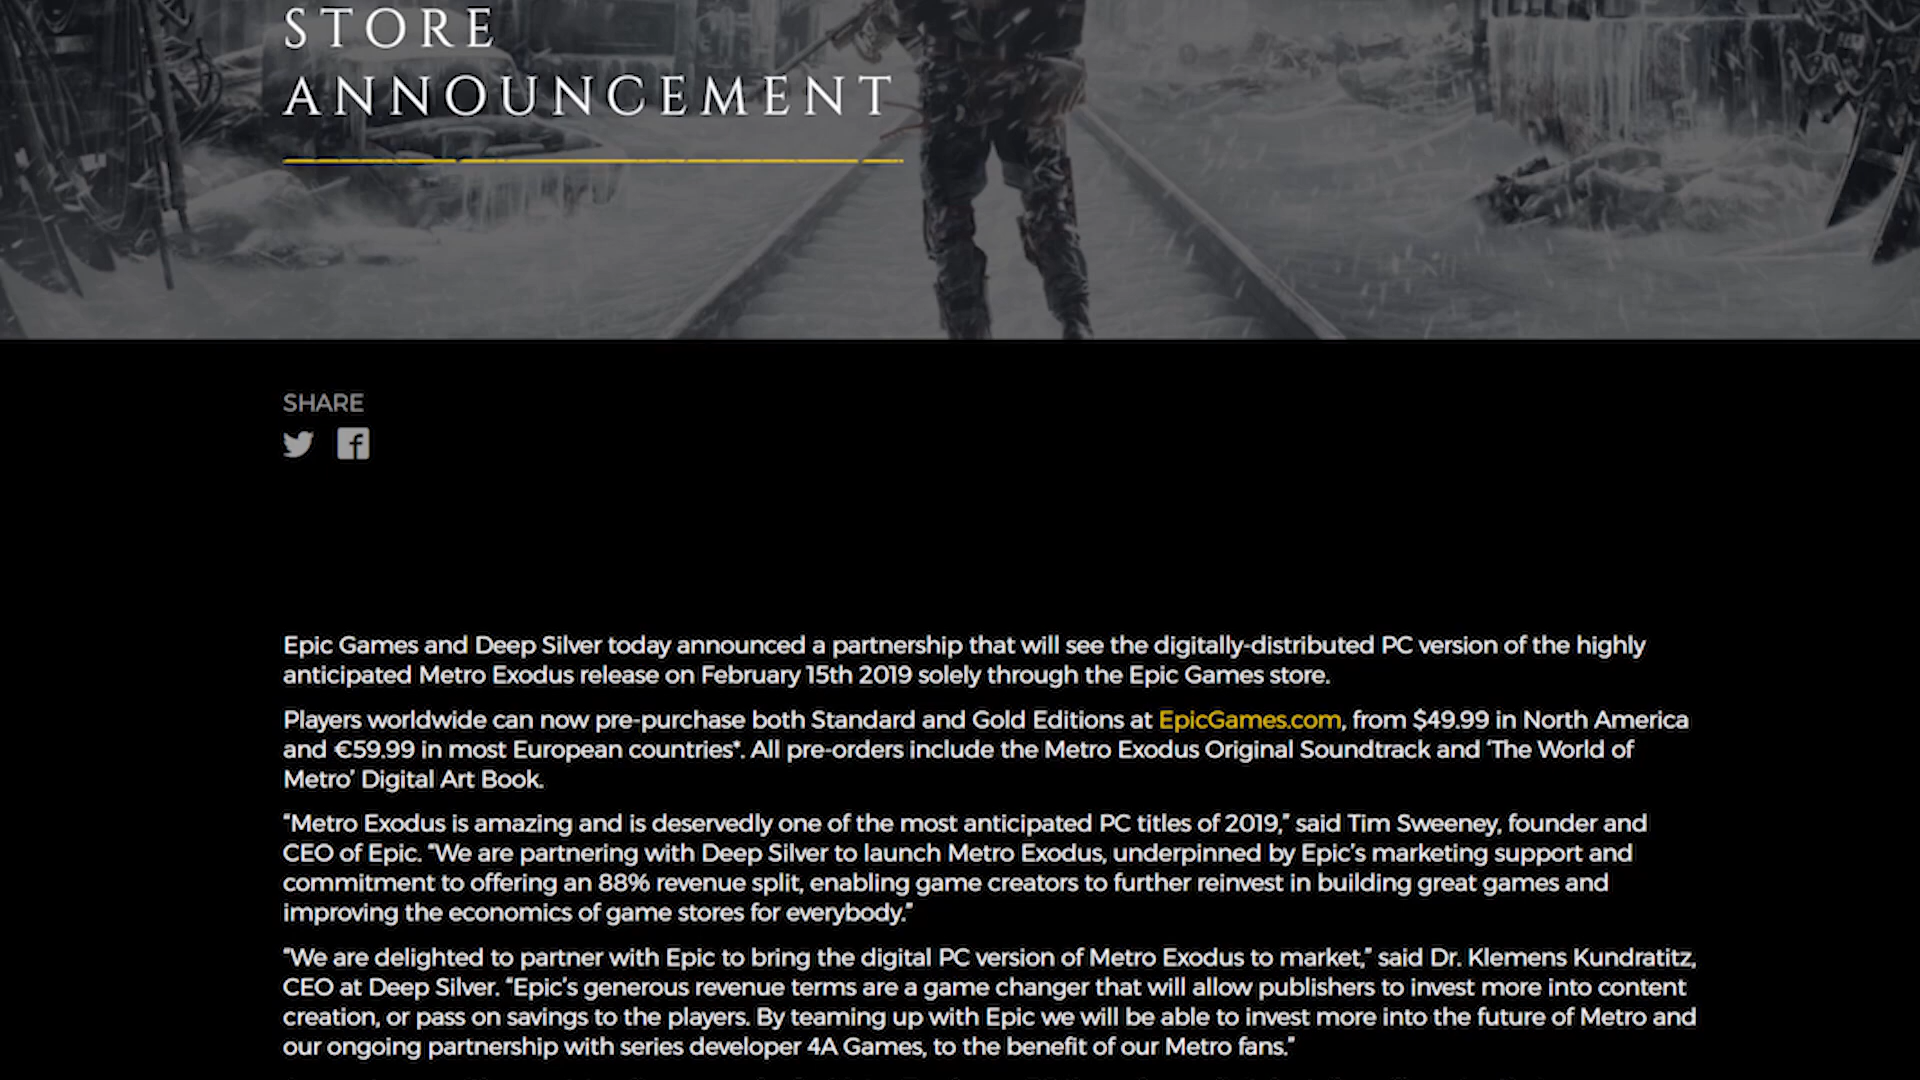 STORE
ANNOUNCEMENT
SHARE
Epic Games and Deep Silver today announced a partnership that will see the digitally-distributed PC version of the highly
anticipated Metro Exodus release on February 15th 2019 solely through the Epic Games store.
Players worldwide can now pre-purchase both Standard and Gold Editions at EpicGames.com, from $49.99 in North America
and €59.99 in most European countries*. All pre-orders include the Metro Exodus Original Soundtrack and ‘The World of
Metro’ Digital Art Book.
“Metro Exodus is amazing and is deservedly one of the most anticipated PC titles of 2019,” said Tim Sweeney, founder and
CEO of Epic. “We are partnering with Deep Silver to launch Metro Exodus, underpinned by Epic’s marketing support and
commitment to offering an 88% revenue split, enabling game creators to further reinvest in building great games and
improving the economics of game stores for everybody.”
“We are delighted to partner with Epic to bring the digital PC version of Metro Exodus to market,” said Dr. Klemens Kundratitz,
CEO at Deep Silver. “Epic’s generous revenue terms are a game changer that will allow publishers to invest more into content
creation, or pass on savings to the players. By teaming up with Epic we will be able to invest more into the future of Metro and
our ongoing partnership with series developer 4A Games, to the benefit of our Metro fans.”